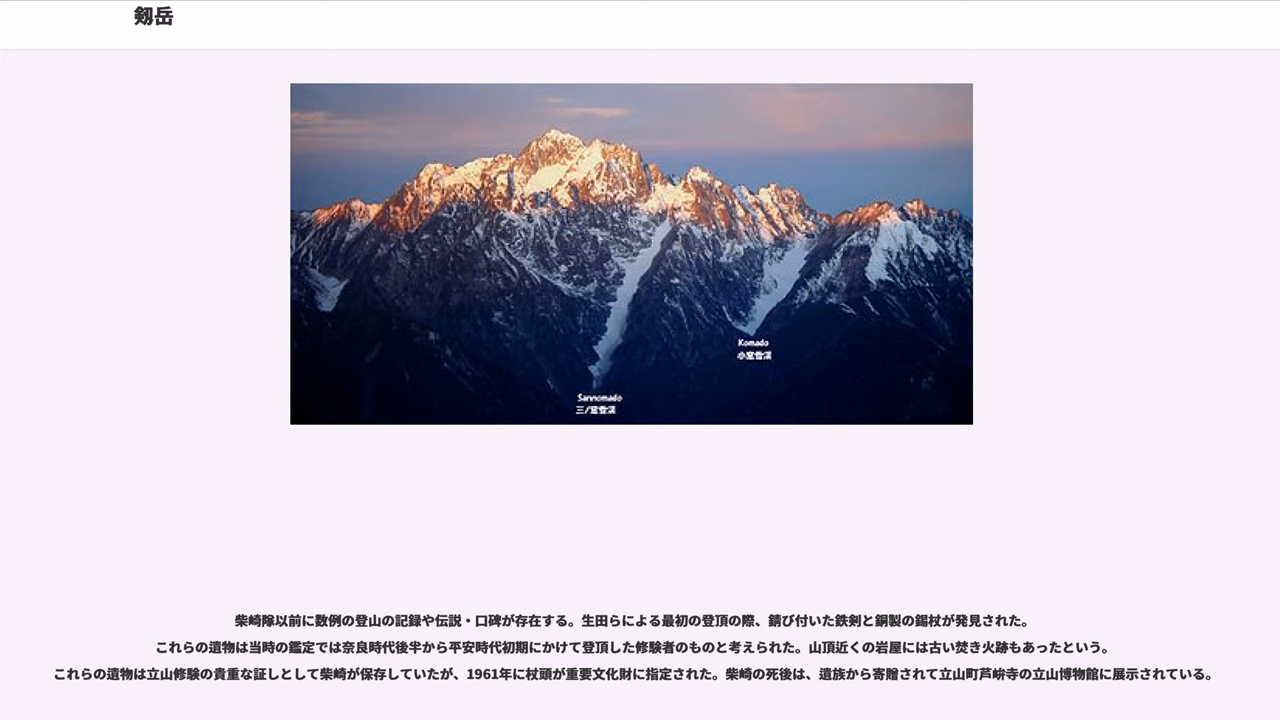 剱岳
Komado
小窓雪渓
Sannomado
三ノ窓雪渓
柴崎隊以前に数例の登山の記録や伝説・口碑が存在する。生田らによる最初の登頂の際、錆び付いた鉄剣と銅製の錫杖が発見された。
これらの遺物は当時の鑑定では奈良時代後半から平安時代初期にかけて登頂した修験者のものと考えられた。山頂近くの岩屋には古い焚き火跡もあったという。
これらの遺物は立山修験の貴重な証しとして柴崎が保存していたが、1961年に杖頭が重要文化財に指定された。柴崎の死後は、遺族から寄贈されて立山町芦峅寺の立山博物館に展示されている。